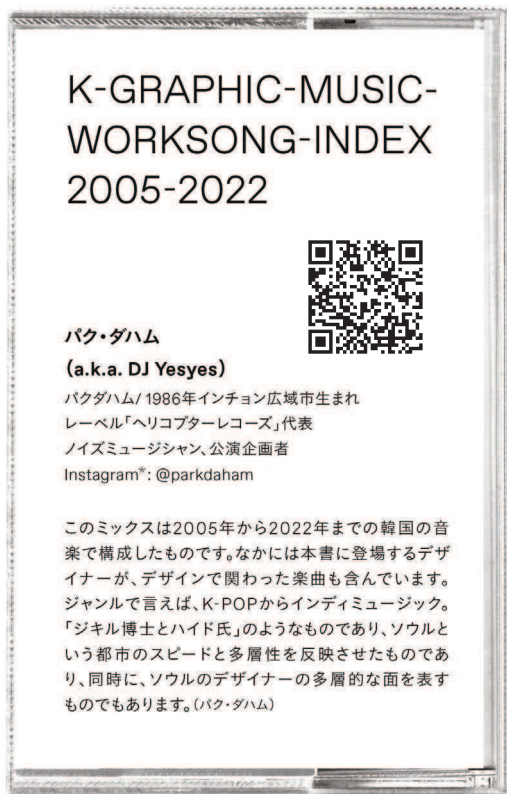 K-GRAPHIC-MUSIC-
WORKSONG-INDEX
2005-2022
パク・ダハム
(a.k.a. DJ Yesyes)
パクダハム/ 1986年インチョン広域市生まれ
レーベル「ヘリコプターレコーズ」代表
ノイズミュージシャン、公演企画者
Instagram*: @parkdaham
このミックスは2005年から2022年までの韓国の音
楽で構成したものです。なかには本書に登場するデザ
イナーが、デザインで関わった楽曲も含んでいます。
ジャンルで言えば、K-POPからインディミュージック。
「ジキル博士とハイド氏」のようなものであり、ソウルと
いう都市のスピードと多層性を反映させたものであ
り、同時に、ソウルのデザイナーの多層的な面を表す
ものでもあります。(パク・ダハム)